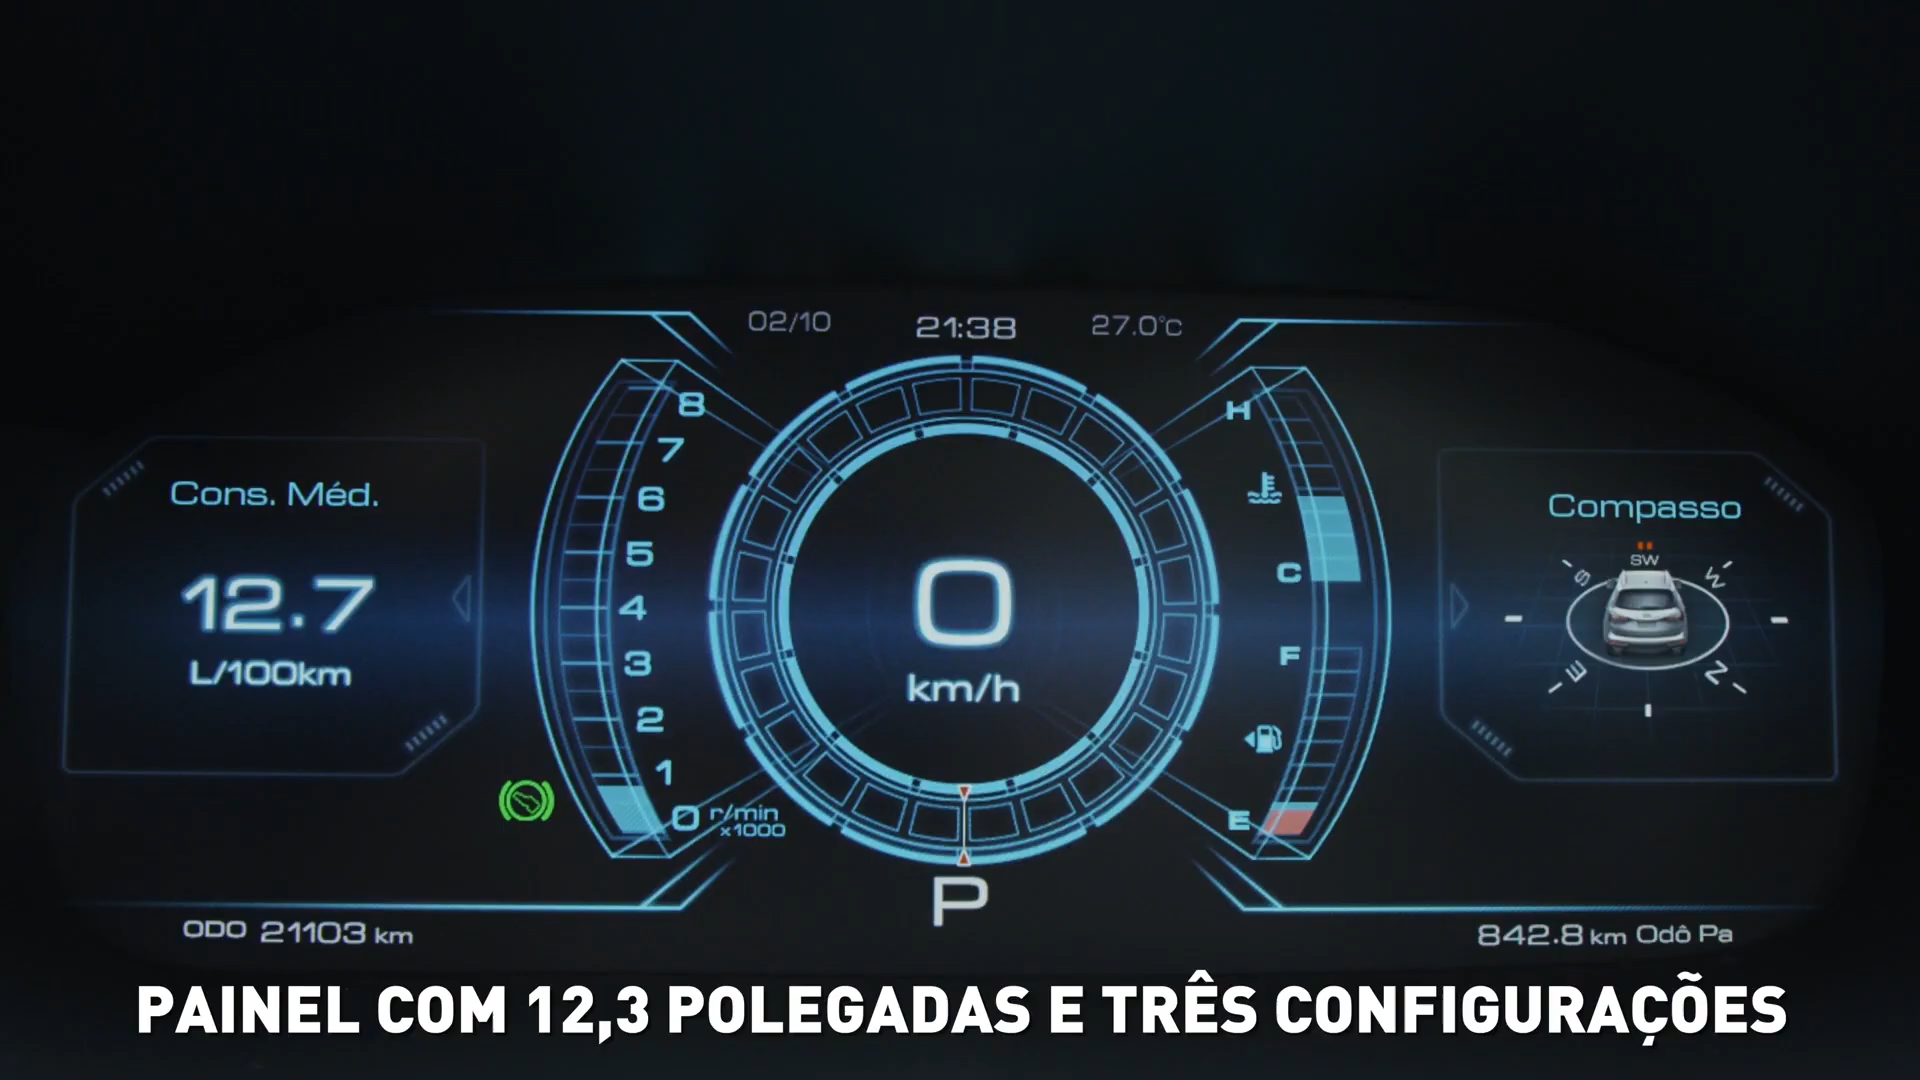 02/10
21:38
27.0°C
8
7
6
5
4
3
2
1
0 r/min
x1000
Cons. Méd.
12.7
L/100km
0
km/h
P
H
C
F
E
Compasso
SW
S
W
E
N
ODO 21103 km
842.8 km Odô Pa
PAINEL COM 12,3 POLEGADAS E TRÊS CONFIGURAÇÕES